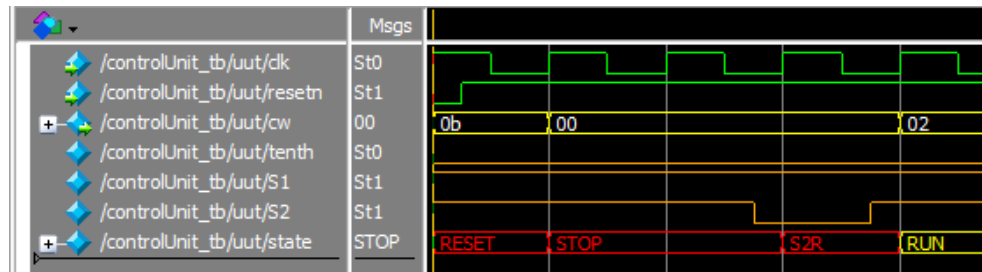 Msgs
/controlUnit_tb/uut/clk St0
/controlUnit_tb/uut/resetn St1
/controlUnit_tb/uut/cw 00 0b 00 02
/controlUnit_tb/uut/tenth St0
/controlUnit_tb/uut/S1 St1
/controlUnit_tb/uut/S2 St1
/controlUnit_tb/uut/state STOP RESET STOP S2R RUN